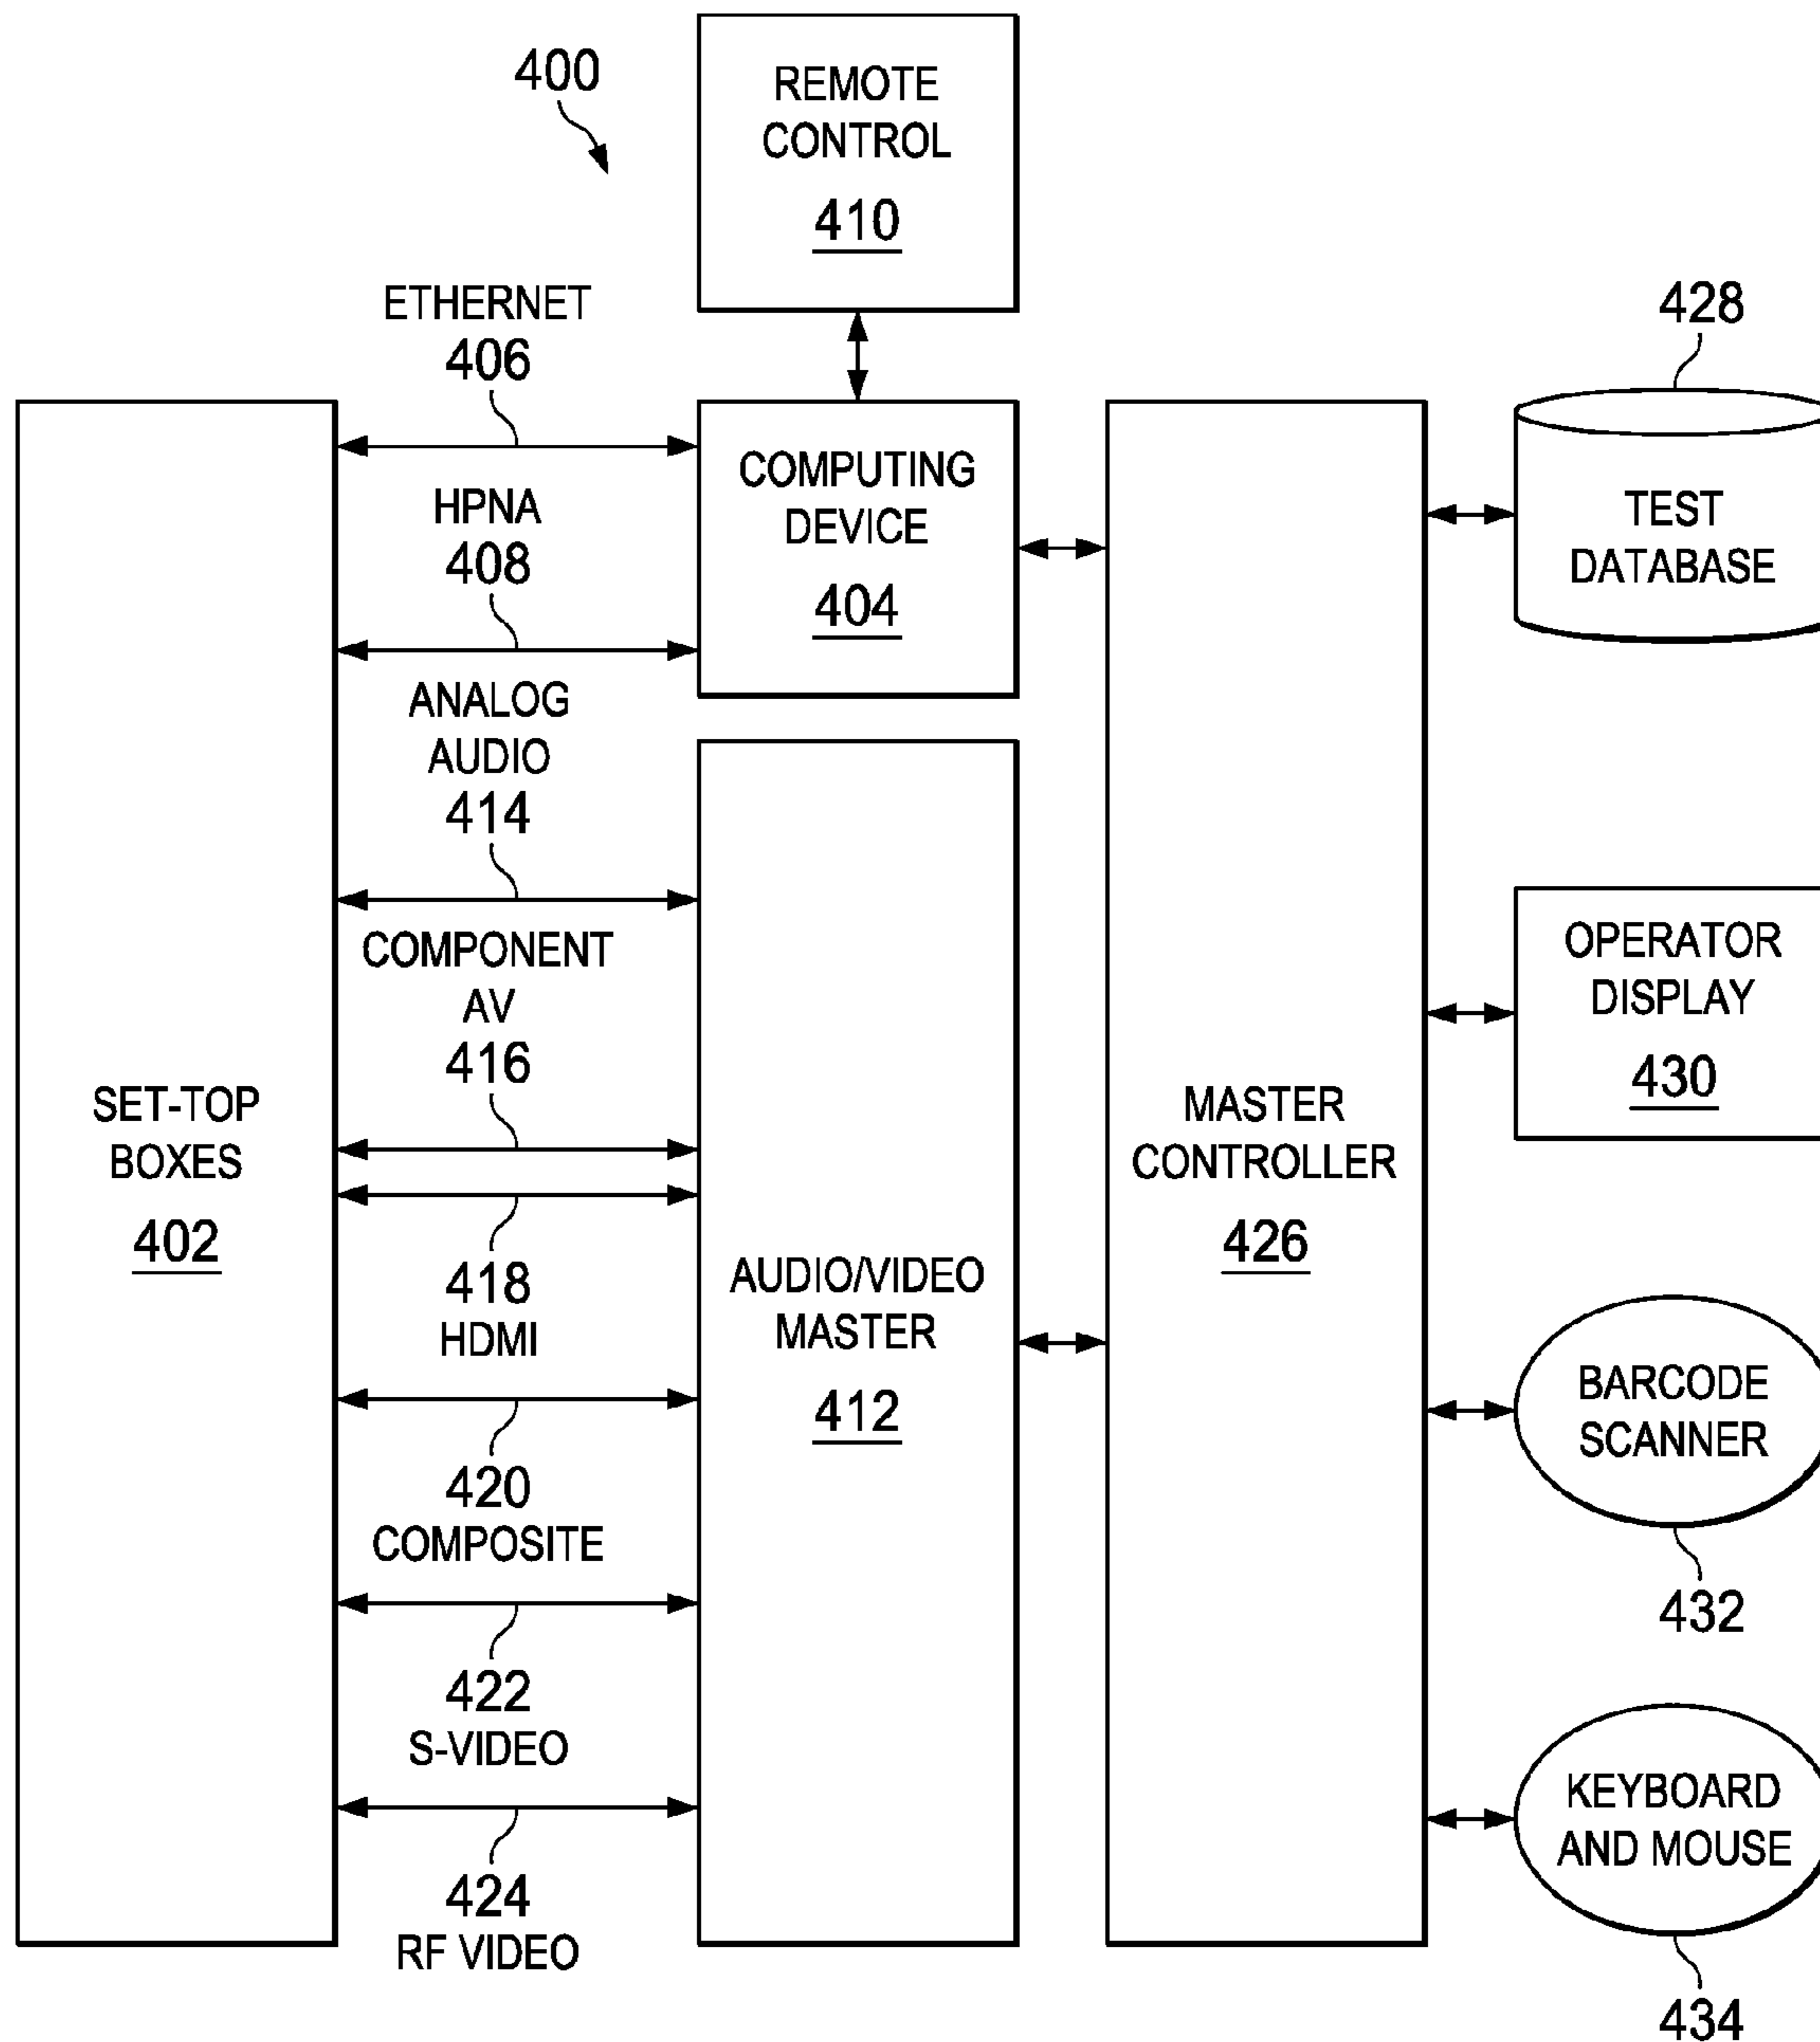 400
REMOTE
CONTROL
410
ETHERNET
406
HPNA
408
ANALOG
AUDIO
414
COMPONENT
AV
416
418
HDMI
420
COMPOSITE
422
S-VIDEO
424
RF VIDEO
SET-TOP
BOXES
402
COMPUTING
DEVICE
404
AUDIO/VIDEO
MASTER
412
MASTER
CONTROLLER
426
428
TEST
DATABASE
OPERATOR
DISPLAY
430
BARCODE
SCANNER
432
KEYBOARD
AND MOUSE
434